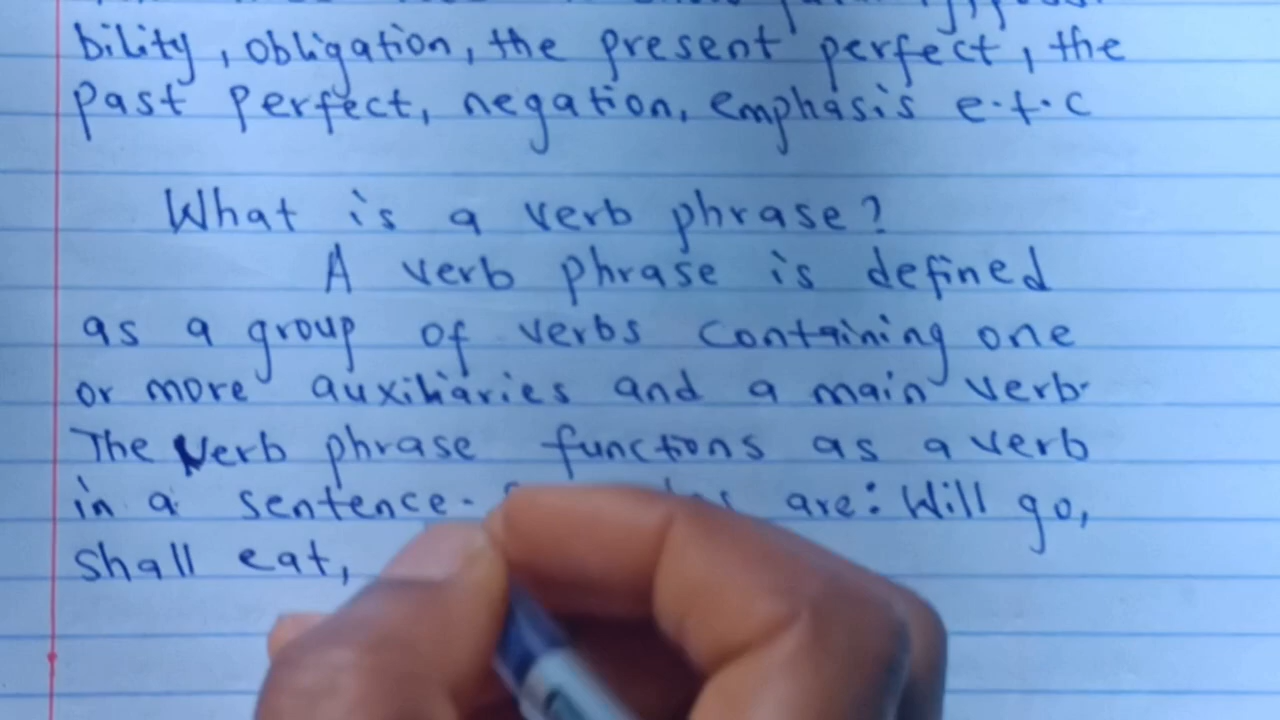 bility, obligation, the present perfect, the
past perfect, negation, emphasis e.t.c
What is a verb phrase?
A verb phrase is defined
as a group of verbs containing one
or more auxiliaries and a main verb.
The verb phrase functions as a verb
in a sentence. are: Will go,
shall eat,